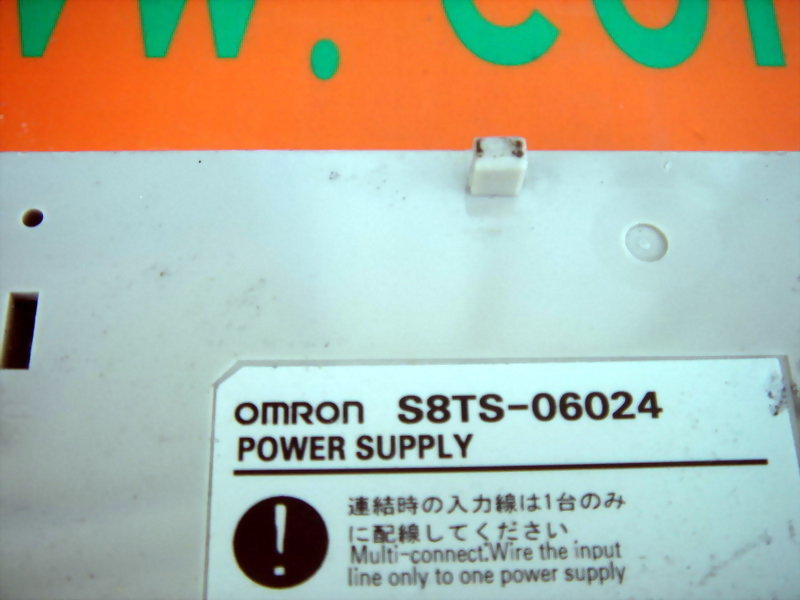 OMRON S8TS-06024
POWER SUPPLY
連結時の入力線は1台のみ
に配線してください
Multi-connect:Wire the input
line only to one power supply